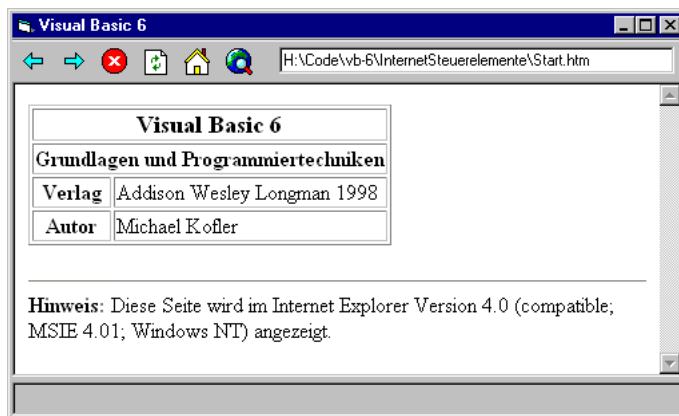 Visual Basic 6
H:\Code\vb-6\InternetSteuerelemente\Start.htm
Visual Basic 6
Grundlagen und Programmiertechniken
Verlag Addison Wesley Longman 1998
Autor Michael Kofler
Hinweis: Diese Seite wird im Internet Explorer Version 4.0 (compatible;
MSIE 4.01; Windows NT) angezeigt.